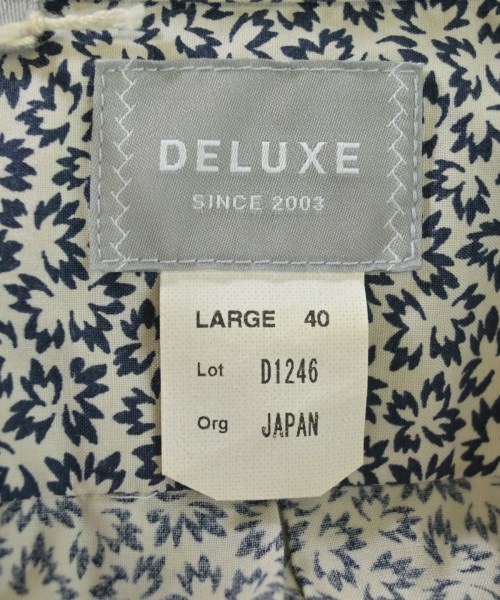 DELUXE
SINCE 2003
LARGE 40
Lot D1246
Org JAPAN